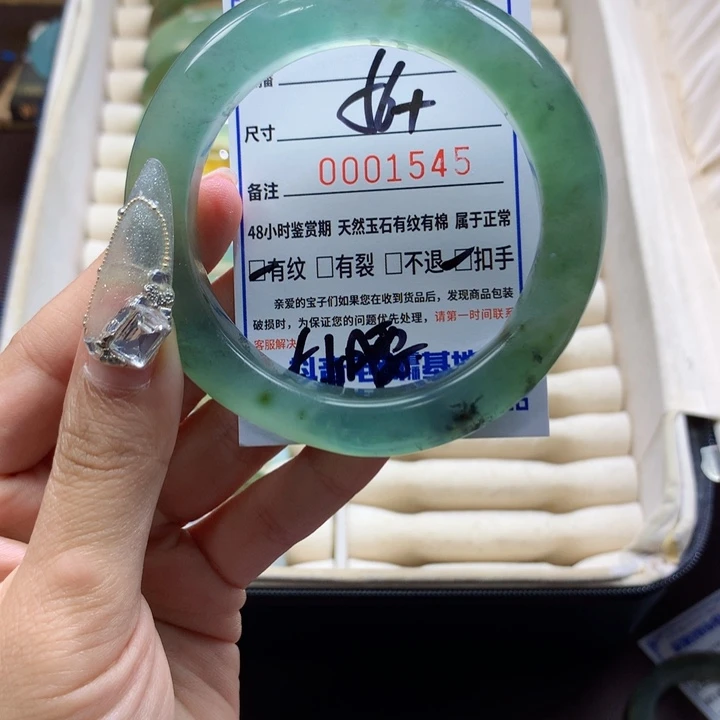 尺寸 56+
备注 0001545
48小时鉴赏期 天然玉石有纹有棉 属于正常
☑有纹 □有裂 □不退 ☑扣手
亲爱的宝子们如果您在收到货品后，发现商品包装
破损时，为保证您的问题优先处理，请第一时间联系
客服解决
基地